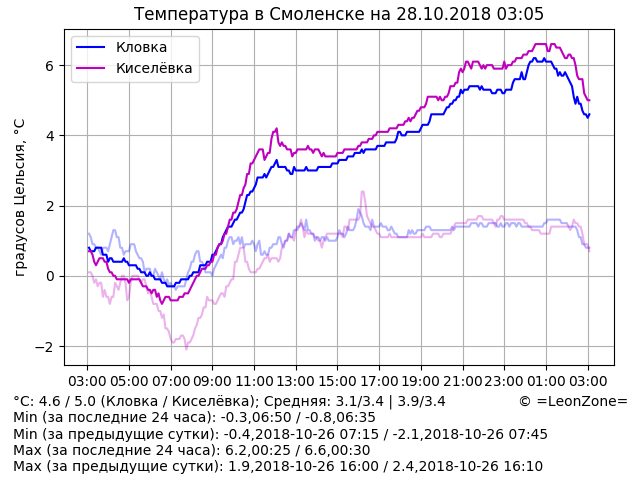 Температура в Смоленске на 28.10.2018 03:05
Кловка
Киселёвка
градусов Цельсия, °C
6
4
2
0
−2
03:00 05:00 07:00 09:00 11:00 13:00 15:00 17:00 19:00 21:00 23:00 01:00 03:00
°C: 4.6 / 5.0 (Кловка / Киселёвка); Средняя: 3.1/3.4 | 3.9/3.4 © =LeonZone=
Min (за последние 24 часа): -0.3,06:50 / -0.8,06:35
Min (за предыдущие сутки): -0.4,2018-10-26 07:15 / -2.1,2018-10-26 07:45
Max (за последние 24 часа): 6.2,00:25 / 6.6,00:30
Max (за предыдущие сутки): 1.9,2018-10-26 16:00 / 2.4,2018-10-26 16:10